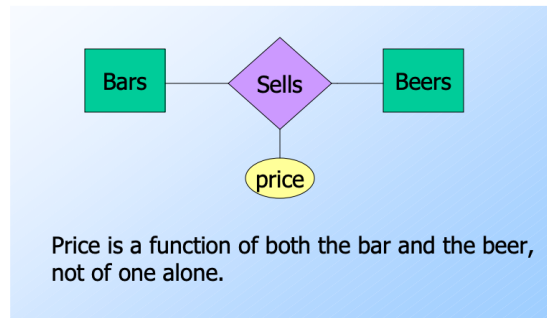 Bars
Sells
Beers
price
Price is a function of both the bar and the beer,
not of one alone.